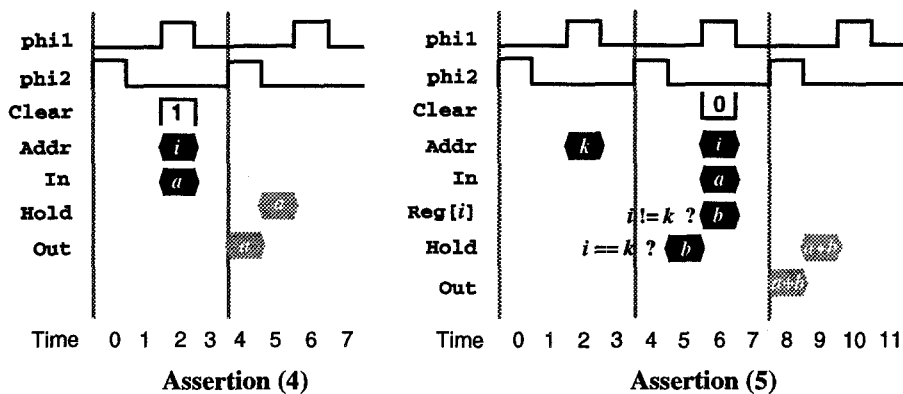 phi1
phi2
Clear 1
Addr i
In a
Hold a
Out a
Time 0 1 2 3 4 5 6 7
Assertion (4)
phi1
phi2
Clear 0
Addr k i
In a
Reg[i] i != k ? b
Hold i == k ? b a+b
Out a+b
Time 0 1 2 3 4 5 6 7 8 9 10 11
Assertion (5)